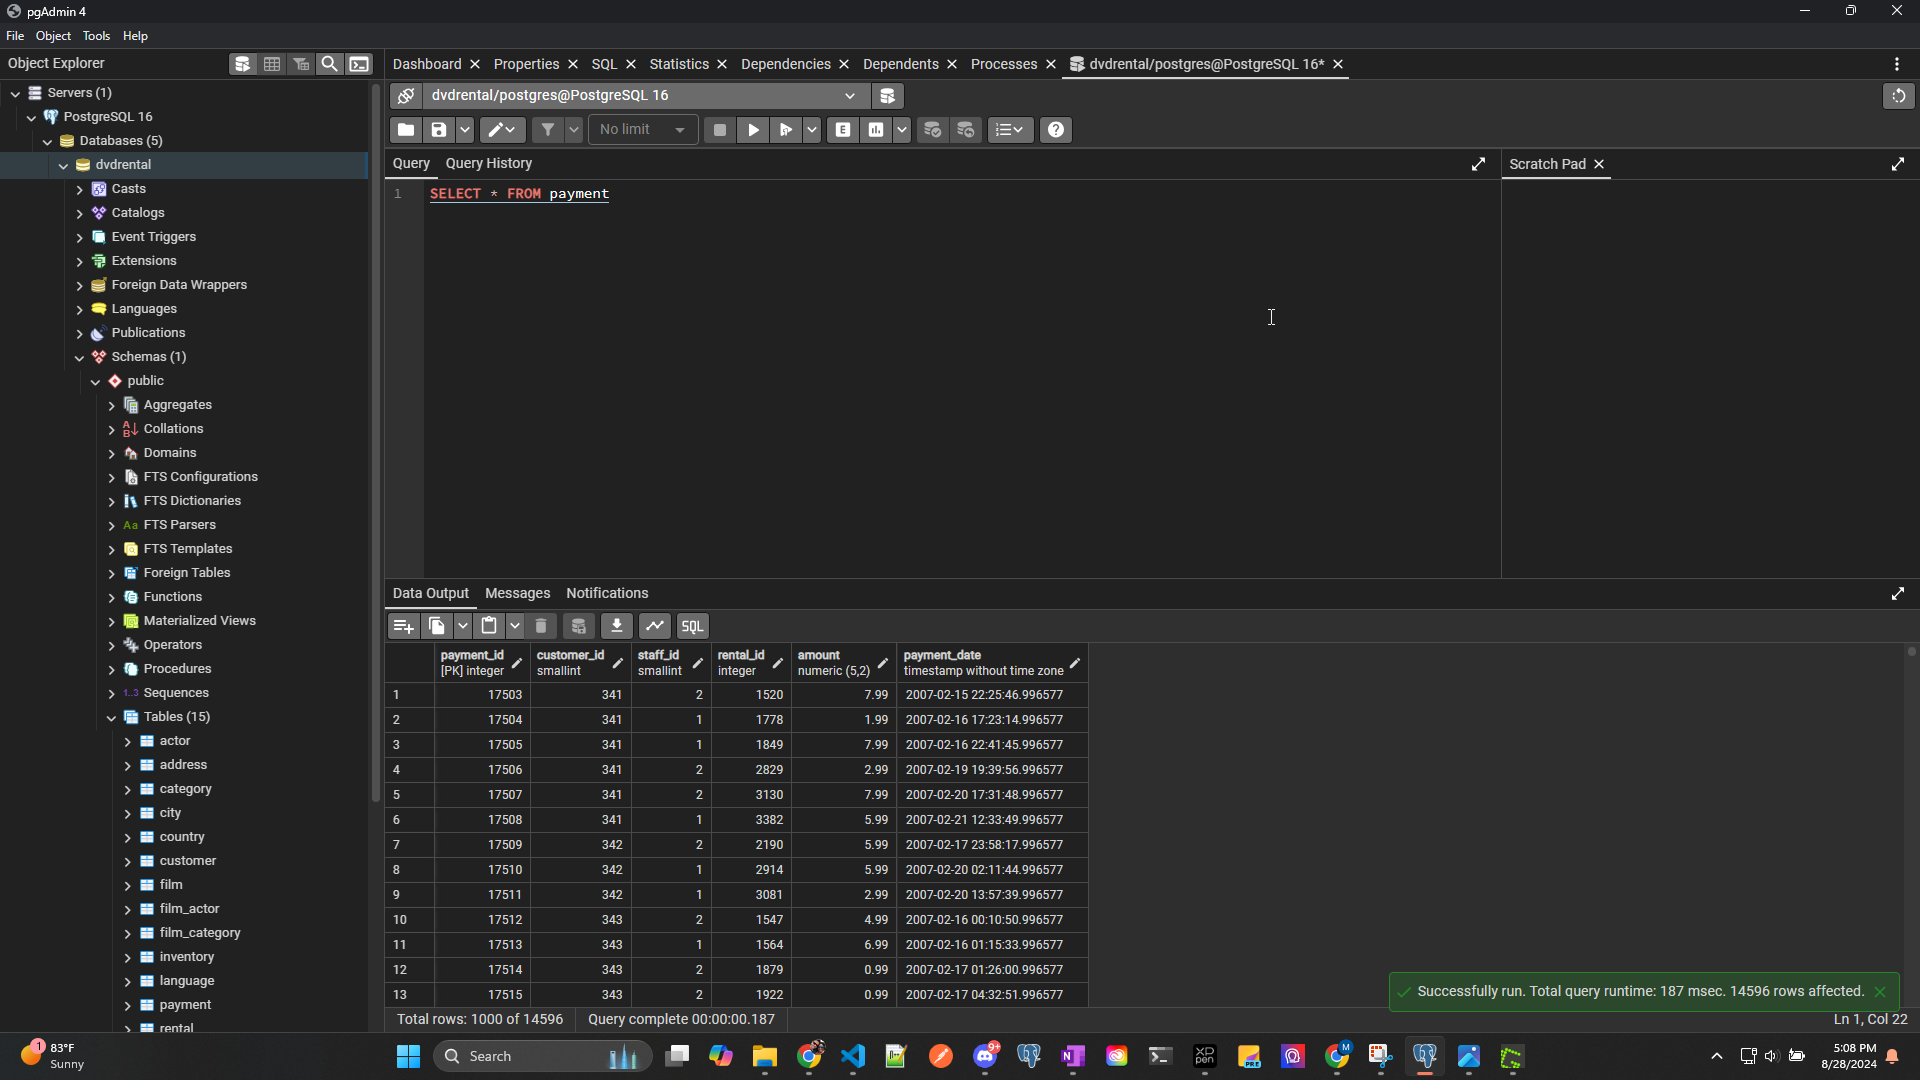 pgAdmin 4
File Object Tools Help
Object Explorer
Dashboard Properties SQL Statistics Dependencies Dependents Processes dvdrental/postgres@PostgreSQL 16*
Servers (1)
PostgreSQL 16
Databases (5)
dvdrental
Casts
Catalogs
Event Triggers
Extensions
Foreign Data Wrappers
Languages
Publications
Schemas (1)
public
Aggregates
Collations
Domains
FTS Configurations
FTS Dictionaries
Aa FTS Parsers
FTS Templates
Foreign Tables
Functions
Materialized Views
Operators
Procedures
1..3 Sequences
Tables (15)
actor
address
category
city
country
customer
film
film_actor
film_category
inventory
language
payment
rental
dvdrental/postgres@PostgreSQL 16
No limit
E
Query Query History
Scratch Pad
1 SELECT * FROM payment
Data Output Messages Notifications
SQL
payment_id customer_id staff_id rental_id amount payment_date
[PK] integer smallint smallint integer numeric (5,2) timestamp without time zone
1 17503 341 2 1520 7.99 2007-02-15 22:25:46.996577
2 17504 341 1 1778 1.99 2007-02-16 17:23:14.996577
3 17505 341 1 1849 7.99 2007-02-16 22:41:45.996577
4 17506 341 2 2829 2.99 2007-02-19 19:39:56.996577
5 17507 341 2 3130 7.99 2007-02-20 17:31:48.996577
6 17508 341 1 3382 5.99 2007-02-21 12:33:49.996577
7 17509 342 2 2190 5.99 2007-02-17 23:58:17.996577
8 17510 342 1 2914 5.99 2007-02-20 02:11:44.996577
9 17511 342 1 3081 2.99 2007-02-20 13:57:39.996577
10 17512 343 2 1547 4.99 2007-02-16 00:10:50.996577
11 17513 343 1 1564 6.99 2007-02-16 01:15:33.996577
12 17514 343 2 1879 0.99 2007-02-17 01:26:00.996577
13 17515 343 2 1922 0.99 2007-02-17 04:32:51.996577
Successfully run. Total query runtime: 187 msec. 14596 rows affected.
Total rows: 1000 of 14596 Query complete 00:00:00.187
Ln 1, Col 22
1
83°F
Sunny
Search
9+
XP
pen
PRE
M
5:08 PM
8/28/2024